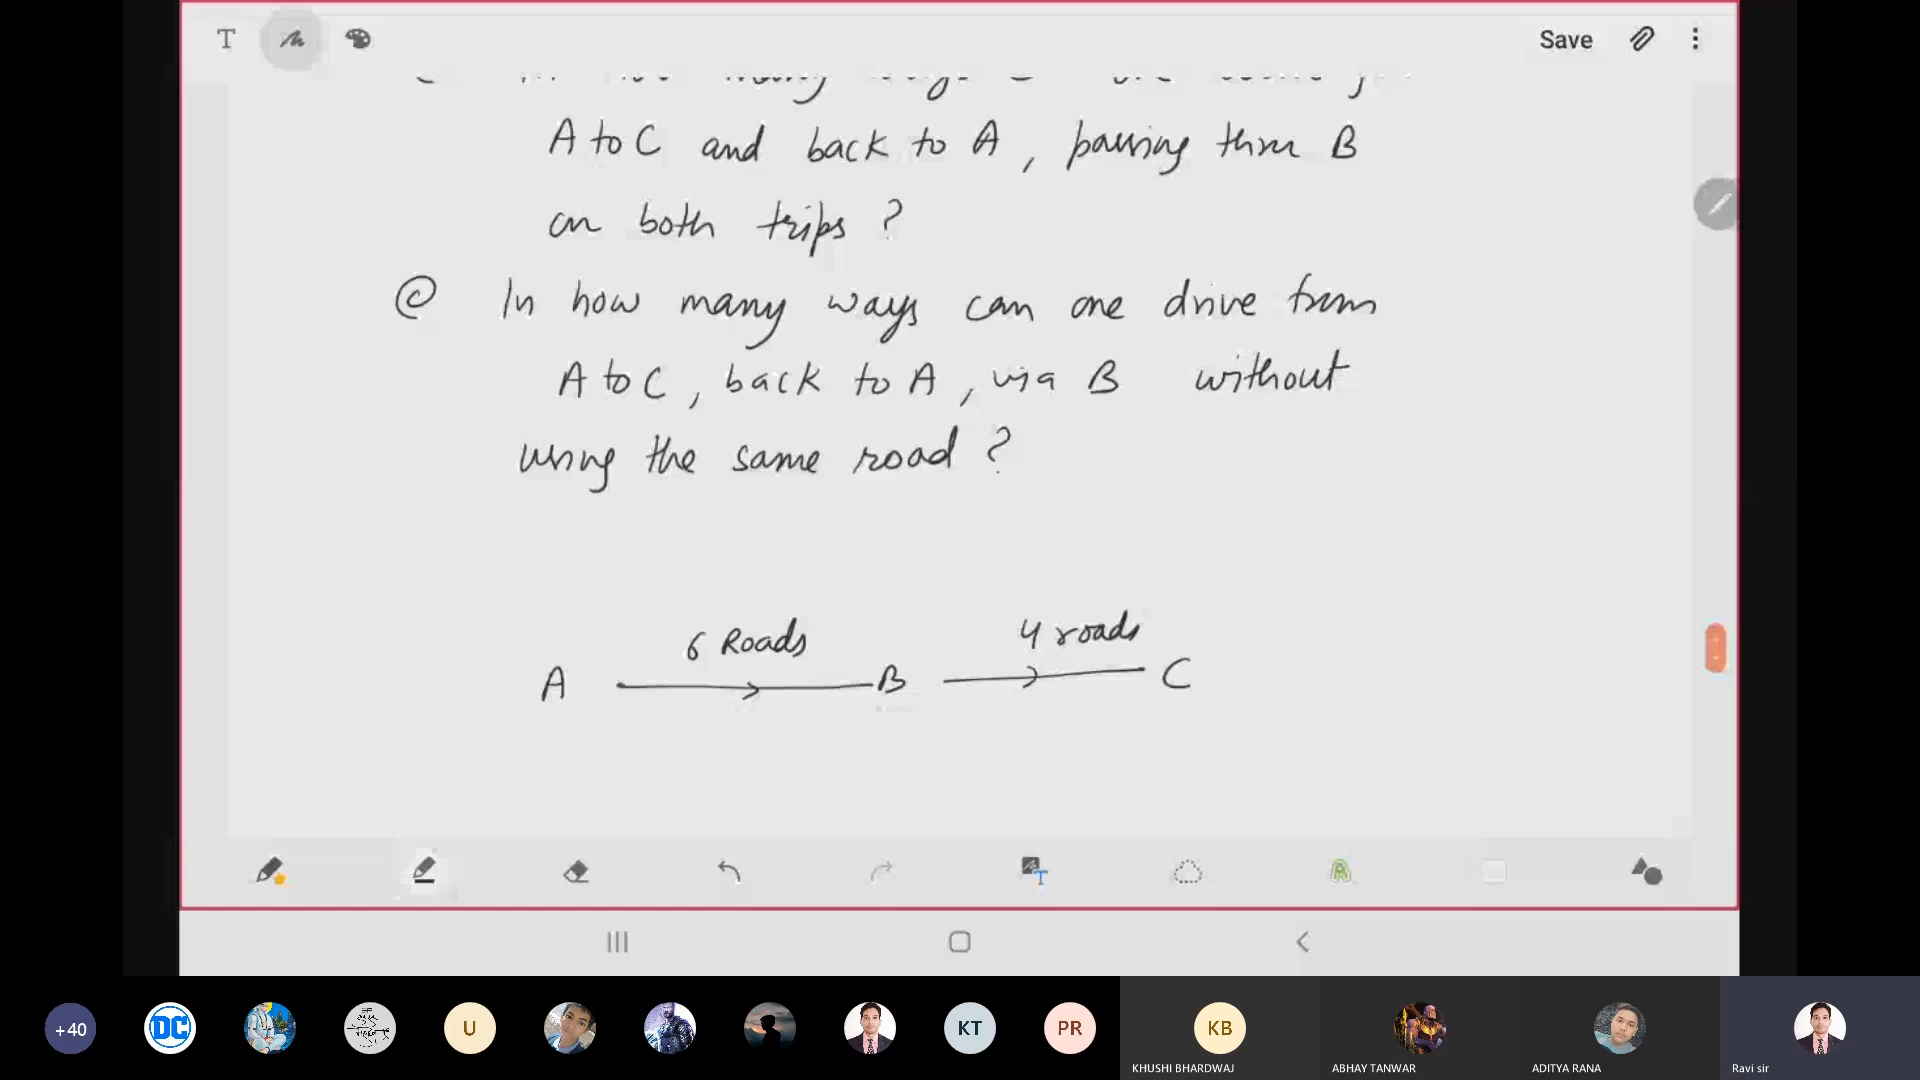 T
Save
A to C and back to A, passing thru B
on both trips ?
C In how many ways can one drive from
A to C, back to A, via B without
using the same road ?
6 Roads
4 roads
A
B
C
+40
DC
U
KT
PR
KB
KHUSHI BHARDWAJ
ABHAY TANWAR
ADITYA RANA
Ravi sir